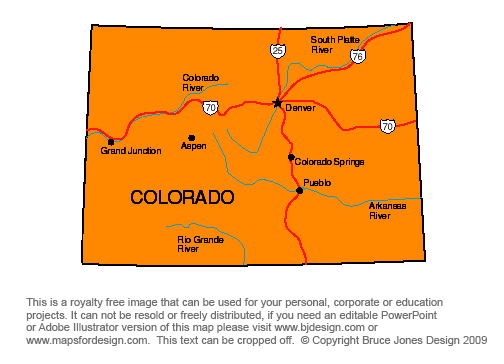 25
South Platte
River
76
Colorado
River
70
Denver
70
Grand Junction
Aspen
Colorado Springs
Pueblo
COLORADO
Arkansas
River
Rio Grande
River
This is a royalty free image that can be used for your personal, corporate or education
projects. It can not be resold or freely distributed, if you need an editable PowerPoint
or Adobe Illustrator version of this map please visit www.bjdesign.com or
www.mapsfordesign.com.  This text can be cropped off.  © Copyright Bruce Jones Design 2009